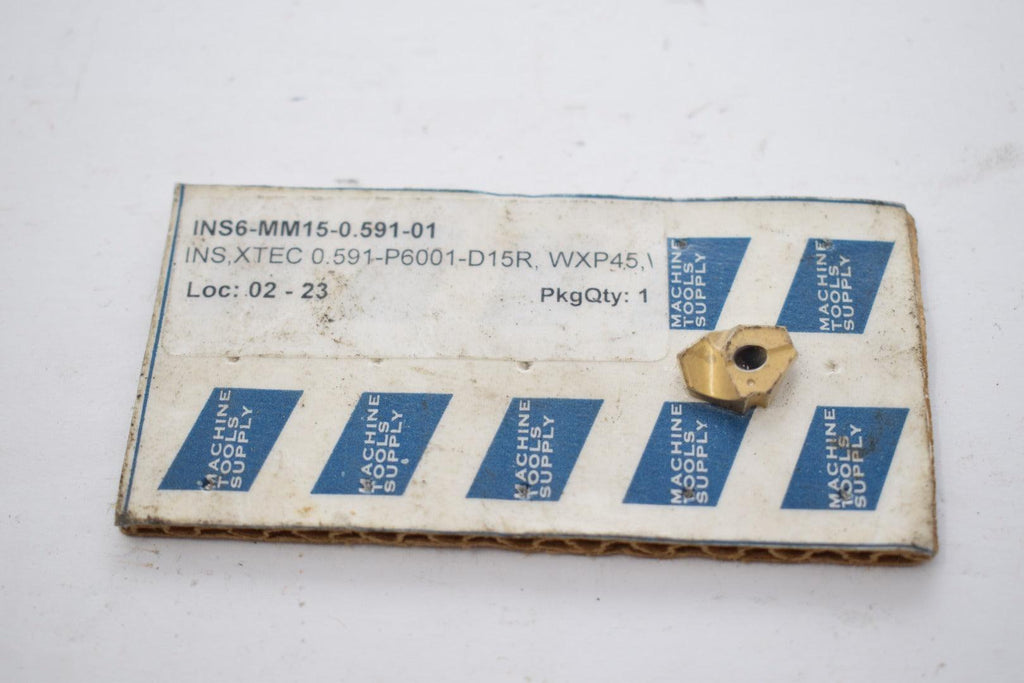 INS6-MM15-0.591-01
INS,XTEC 0.591-P6001-D15R, WXP45,\
Loc: 02 - 23 PkgQty: 1
MACHINE
TOOLS
SUPPLY
MACHINE
TOOLS
SUPPLY
MACHINE
TOOLS
SUPPLY
MACHINE
TOOLS
SUPPLY
MACHINE
TOOLS
SUPPLY
MACHINE
TOOLS
SUPPLY
MACHINE
TOOLS
SUPPLY